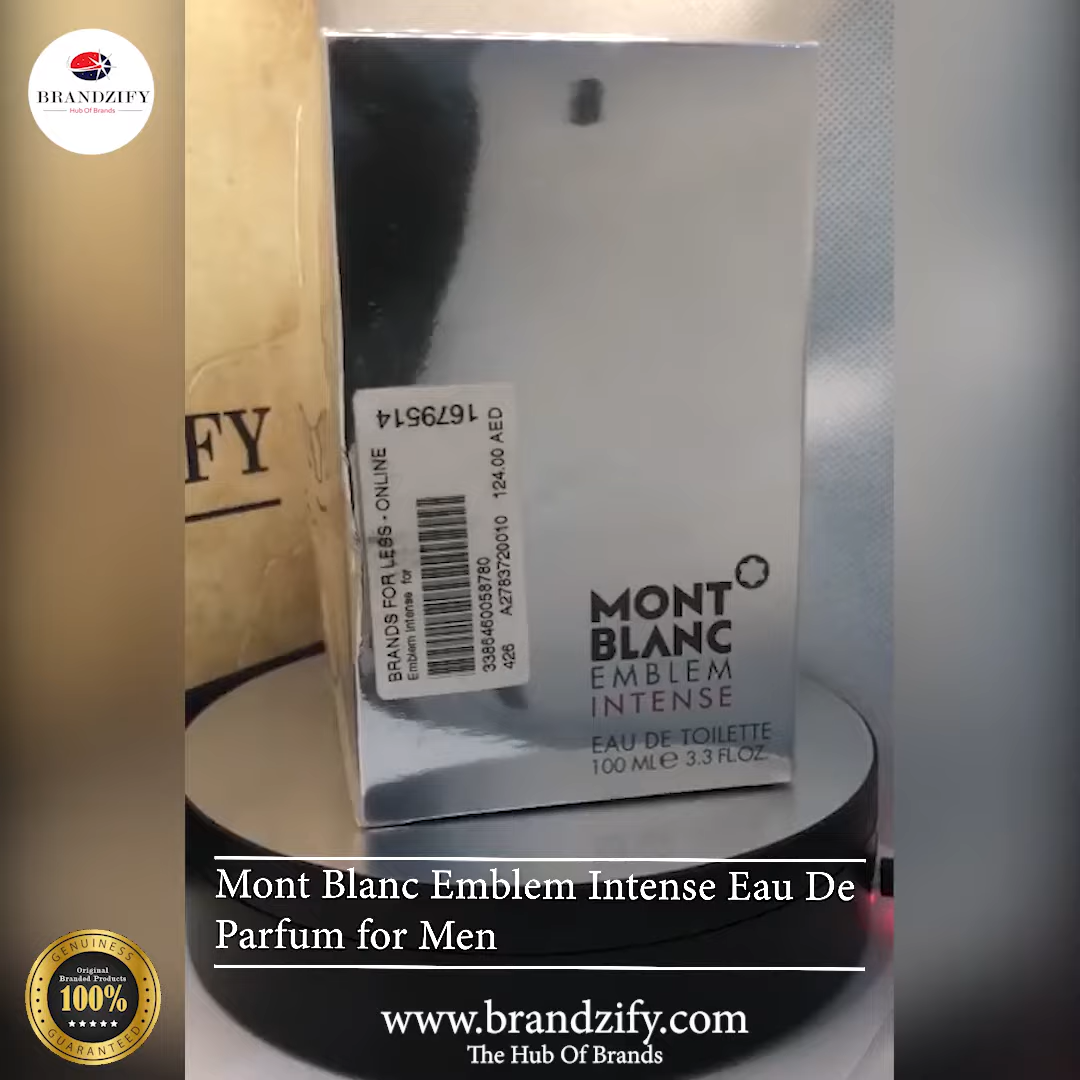 BRANDZIFY
Hub Of Brands
FY
1679514
BRANDS FOR LESS - ONLINE
Emblem Intense for
3386460058780
426 A2783720010 124.00 AED
MONT
BLANC
EMBLEM
INTENSE
EAU DE TOILETTE
100 ML e 3.3 FL.OZ.
Mont Blanc Emblem Intense Eau De
Parfum for Men
GENUINESS
Original
Branded Products
100%
GUARANTEED
www.brandzify.com
The Hub Of Brands